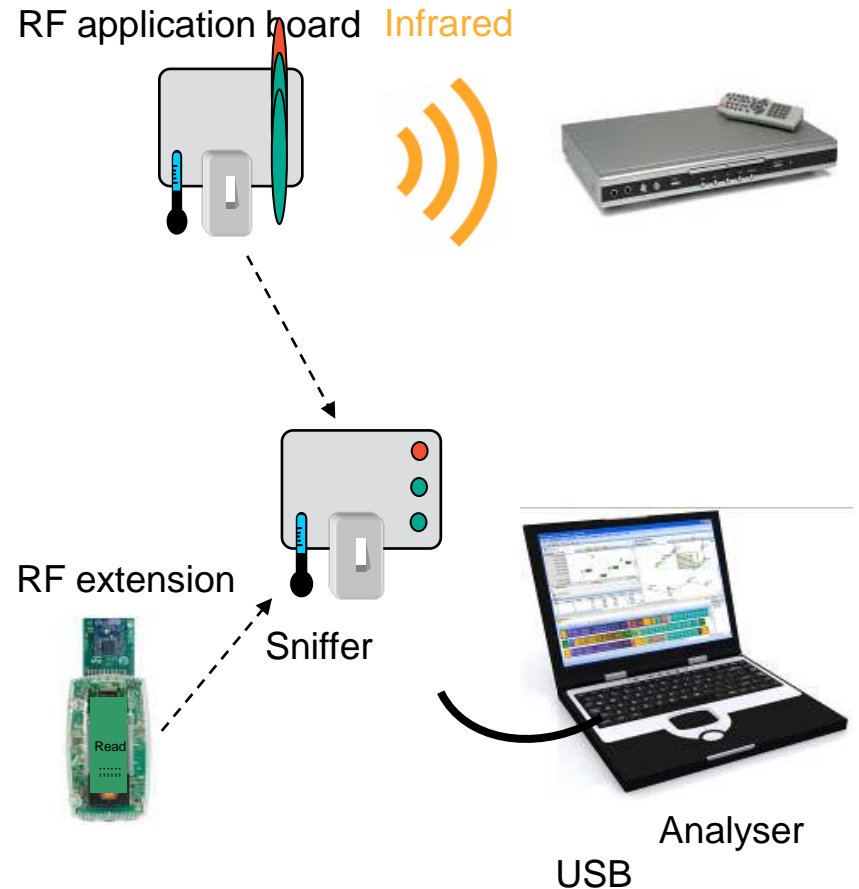 RF application board Infrared
RF extension
Sniffer
Read
;;;;;;
Analyser
USB